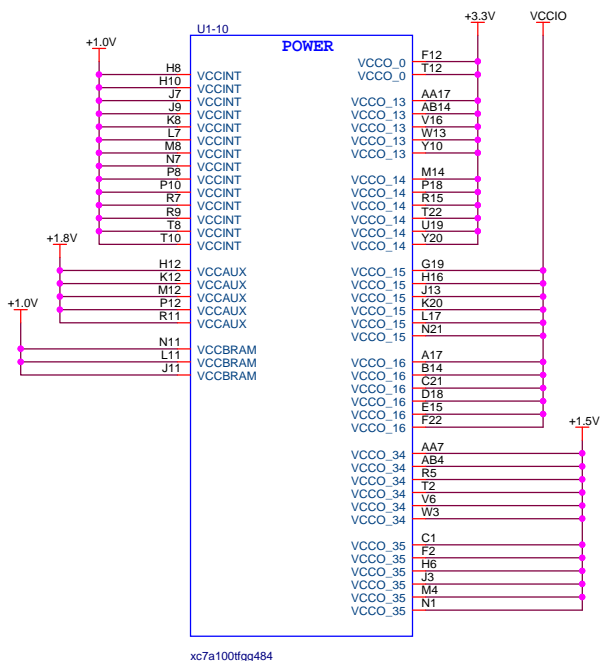 +3.3V
VCCIO
U1-10
+1.0V
POWER
F12
VCCO_0
T12
VCCO_0
H8
VCCINT
H10
VCCINT
J7
VCCINT
J9
VCCINT
K8
VCCINT
L7
VCCINT
M8
VCCINT
N7
VCCINT
P8
VCCINT
P10
VCCINT
R7
VCCINT
R9
VCCINT
T8
VCCINT
T10
VCCINT
AA17
VCCO_13
AB14
VCCO_13
V16
VCCO_13
W13
VCCO_13
Y10
VCCO_13
M14
VCCO_14
P18
VCCO_14
R15
VCCO_14
T22
VCCO_14
U19
VCCO_14
Y20
VCCO_14
+1.8V
H12
VCCAUX
K12
VCCAUX
M12
VCCAUX
P12
VCCAUX
R11
VCCAUX
G19
VCCO_15
H16
VCCO_15
J13
VCCO_15
K20
VCCO_15
L17
VCCO_15
N21
VCCO_15
+1.0V
N11
VCCBRAM
L11
VCCBRAM
J11
VCCBRAM
A17
VCCO_16
B14
VCCO_16
C21
VCCO_16
D18
VCCO_16
E15
VCCO_16
F22
VCCO_16
+1.5V
AA7
VCCO_34
AB4
VCCO_34
R5
VCCO_34
T2
VCCO_34
V6
VCCO_34
W3
VCCO_34
C1
VCCO_35
F2
VCCO_35
H6
VCCO_35
J3
VCCO_35
M4
VCCO_35
N1
VCCO_35
xc7a100tfgg484